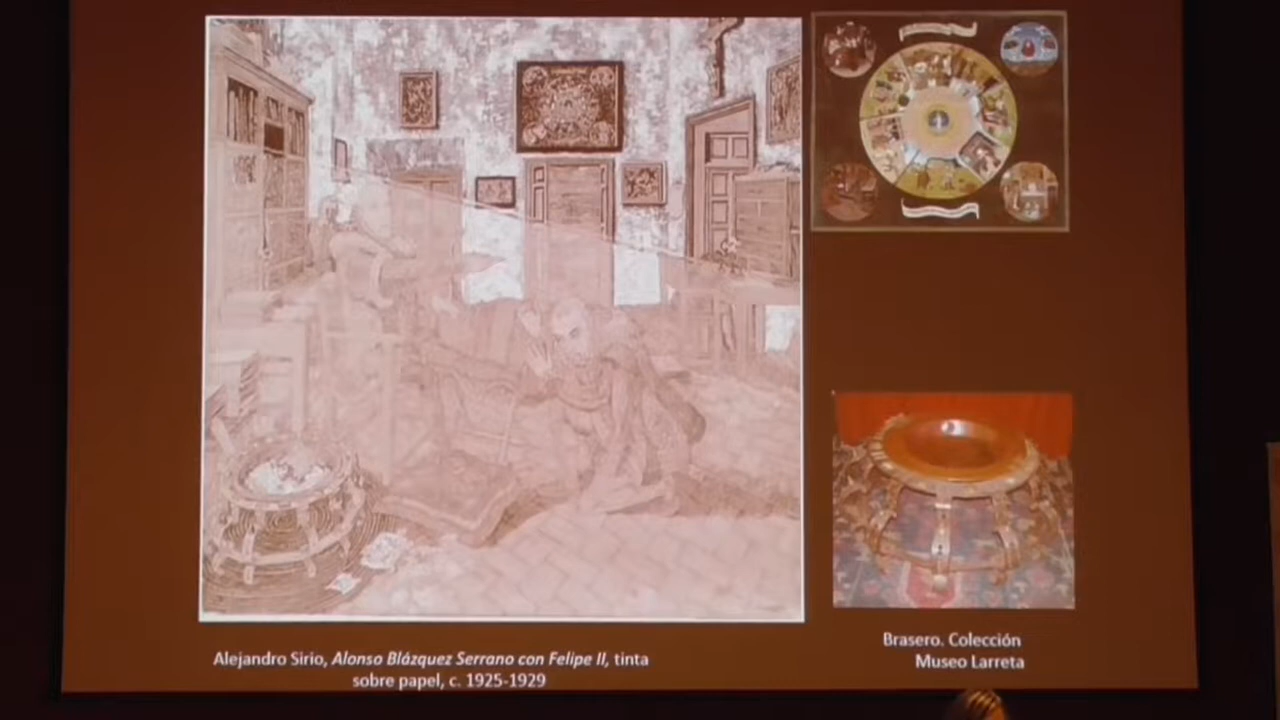 Alejandro Sirio, Alonso Blázquez Serrano con Felipe II, tinta
sobre papel, c. 1925-1929
Brasero. Colección
Museo Larreta